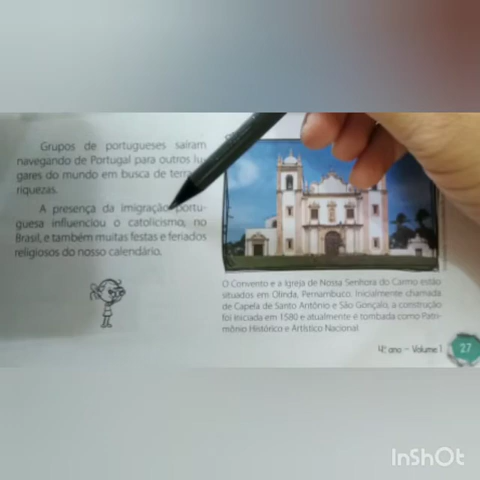 Grupos de portugueses saíram
navegando de Portugal para outros lu-
gares do mundo em busca de
riquezas.
A presença da imigração portu-
guesa influenciou o catolicismo, no
Brasil, e também muitas festas e feriados
religiosos do nosso calendário.
O Convento e a Igreja de Nossa Senhora do Carmo estão
situados em Olinda, Pernambuco. Inicialmente chamada
de Capela de Santo Antônio e São Gonçalo, a construção
foi iniciada em 1580 e atualmente é tombada como Patri-
mônio Histórico e Artístico Nacional.
4º ano – Volume 1 27
InShOt